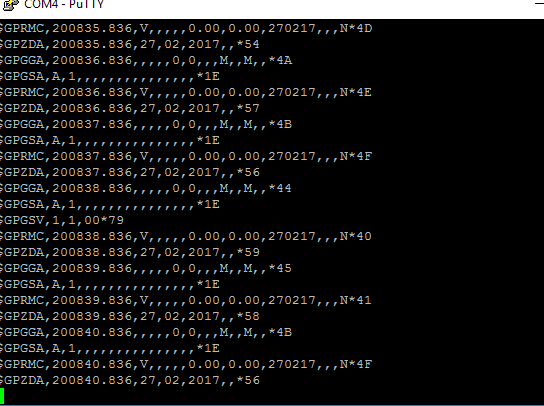 COM4 - PuTTY
$GPRMC,200835.836,V,,,,,0.00,0.00,270217,,,N*4D
$GPZDA,200835.836,27,02,2017,,*54
$GPGGA,200836.836,,,,,0,0,,,M,,M,,*4A
$GPGSA,A,1,,,,,,,,,,,,,,,*1E
$GPRMC,200836.836,V,,,,,0.00,0.00,270217,,,N*4E
$GPZDA,200836.836,27,02,2017,,*57
$GPGGA,200837.836,,,,,0,0,,,M,,M,,*4B
$GPGSA,A,1,,,,,,,,,,,,,,,*1E
$GPRMC,200837.836,V,,,,,0.00,0.00,270217,,,N*4F
$GPZDA,200837.836,27,02,2017,,*56
$GPGGA,200838.836,,,,,0,0,,,M,,M,,*44
$GPGSA,A,1,,,,,,,,,,,,,,,*1E
$GPGSV,1,1,00*79
$GPRMC,200838.836,V,,,,,0.00,0.00,270217,,,N*40
$GPZDA,200838.836,27,02,2017,,*59
$GPGGA,200839.836,,,,,0,0,,,M,,M,,*45
$GPGSA,A,1,,,,,,,,,,,,,,,*1E
$GPRMC,200839.836,V,,,,,0.00,0.00,270217,,,N*41
$GPZDA,200839.836,27,02,2017,,*58
$GPGGA,200840.836,,,,,0,0,,,M,,M,,*4B
$GPGSA,A,1,,,,,,,,,,,,,,,*1E
$GPRMC,200840.836,V,,,,,0.00,0.00,270217,,,N*4F
$GPZDA,200840.836,27,02,2017,,*56